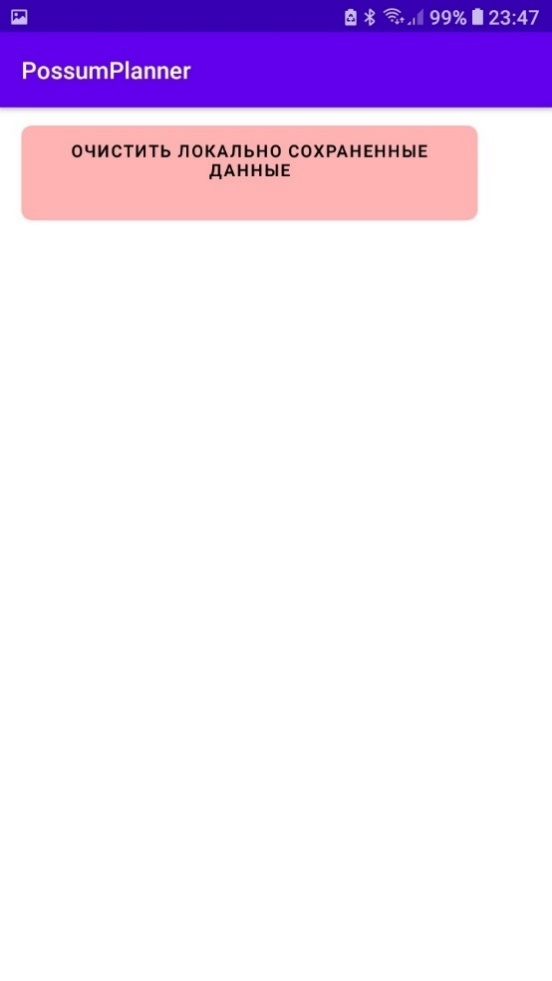 99% 23:47
PossumPlanner
ОЧИСТИТЬ ЛОКАЛЬНО СОХРАНЕННЫЕ
ДАННЫЕ